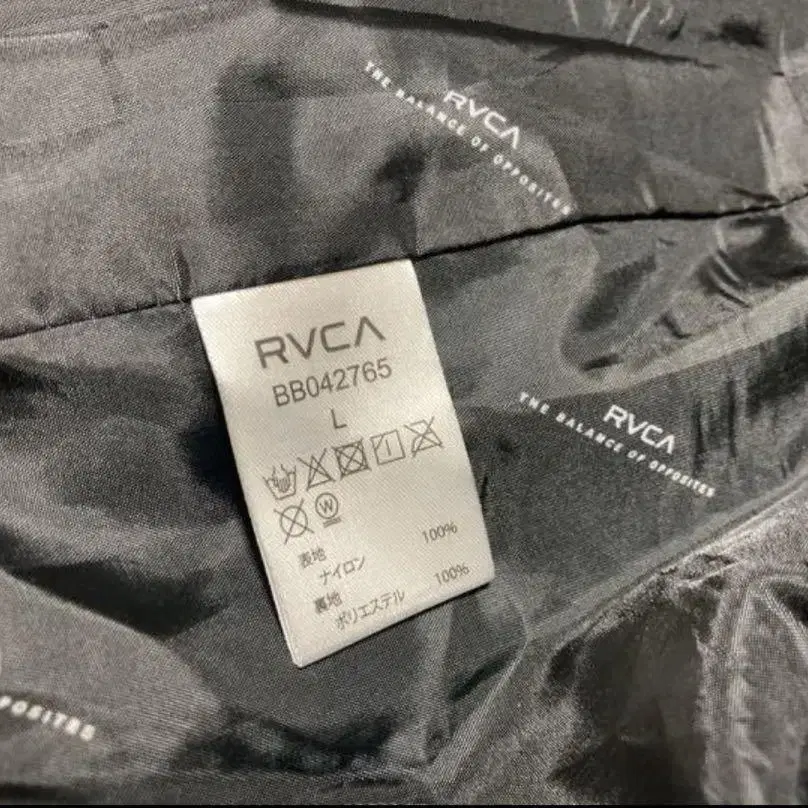 RVCA
THE BALANCE OF OPPOSITES
RVCA
BB042765
L
W
表地
ナイロン 100%
裏地
ポリエステル 100%
RVCA
THE BALANCE OF OPPOSITES
OPPOSITES